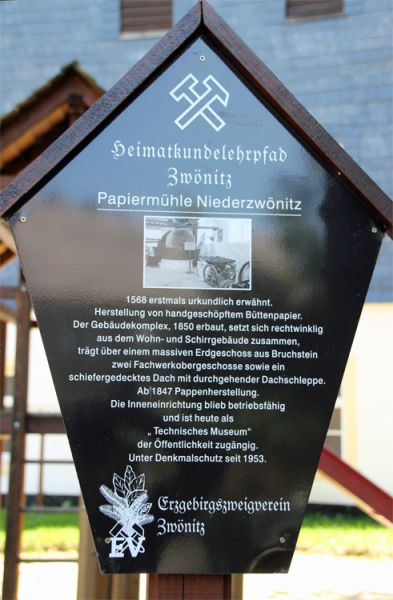 Heimatkundelehrpfad
Zwönitz
Papiermühle Niederzwönitz
1568 erstmals urkundlich erwähnt.
Herstellung von handgeschöpftem Büttenpapier.
Der Gebäudekomplex, 1850 erbaut, setzt sich rechtwinklig
aus dem Wohn- und Schirrgebäude zusammen,
trägt über einem massiven Erdgeschoss aus Bruchstein
zwei Fachwerkobergeschosse sowie ein
schiefergedecktes Dach mit durchgehender Dachschleppe.
Ab 1847 Pappenherstellung.
Die Inneneinrichtung blieb betriebsfähig
und ist heute als
„ Technisches Museum"
der Öffentlichkeit zugängig.
Unter Denkmalschutz seit 1953.
Erzgebirgszweigverein
Zwönitz
EV